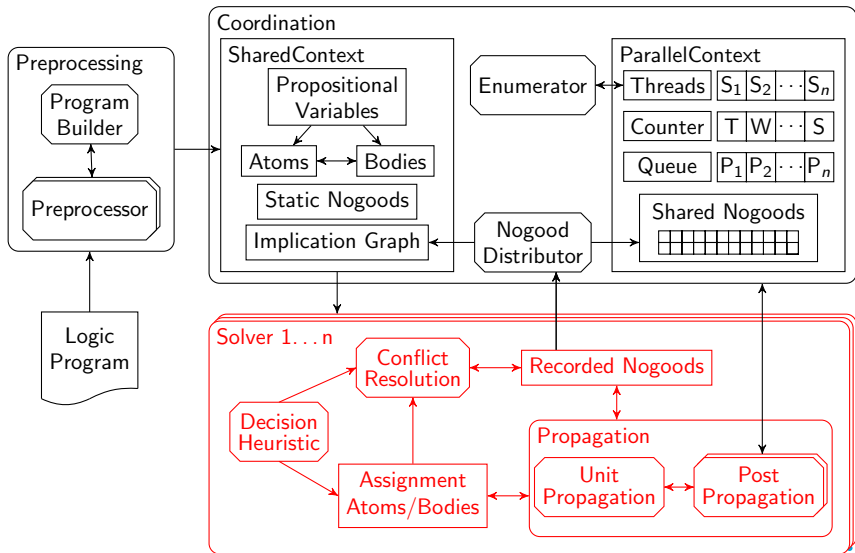 Coordination
Preprocessing
Program
Builder
Preprocessor
Logic
Program
SharedContext
Propositional
Variables
Atoms
Bodies
Static Nogoods
Implication Graph
Enumerator
Nogood
Distributor
ParallelContext
Threads S1 S2 ··· Sn
Counter T W ··· S
Queue P1 P2 ··· Pn
Shared Nogoods
Solver 1...n
Conflict
Resolution
Recorded Nogoods
Decision
Heuristic
Assignment
Atoms/Bodies
Propagation
Unit
Propagation
Post
Propagation